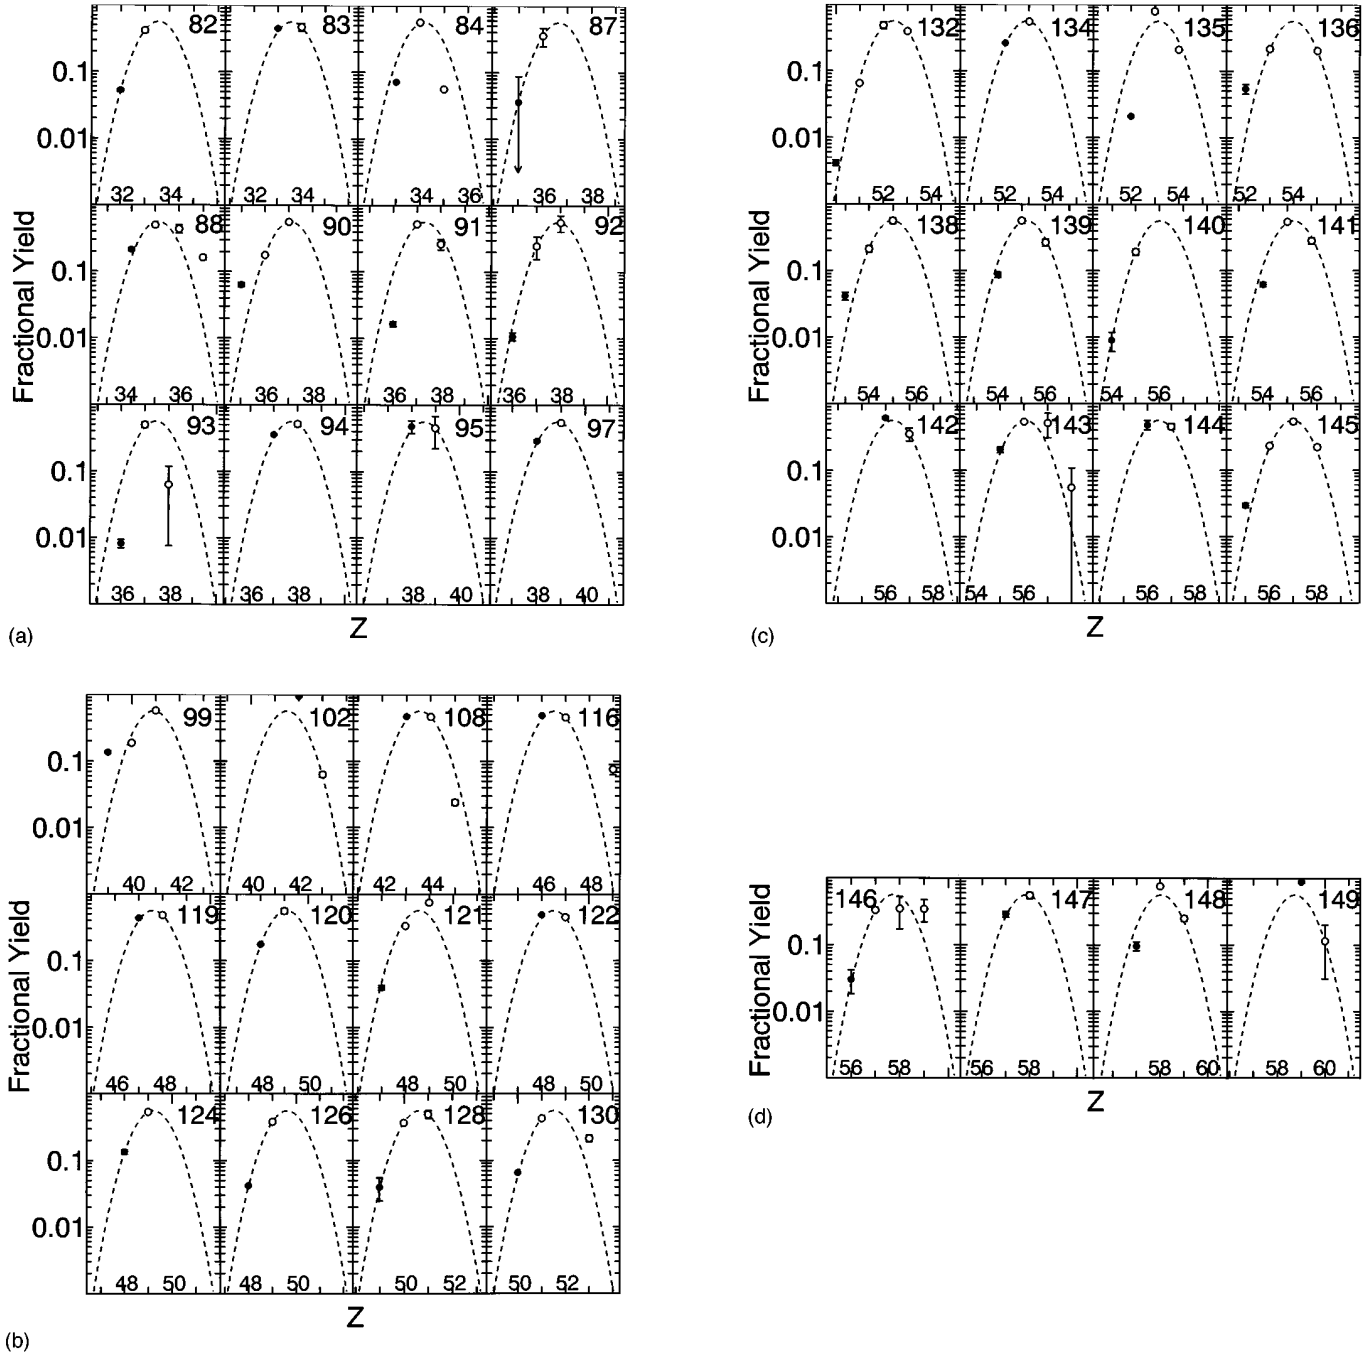 82 83 84 87
0.1
0.01
32 34 32 34 34 36 36 38
88 90 91 92
0.1
0.01
34 36 36 38 36 38 36 38
93 94 95 97
0.1
0.01
36 38 36 38 38 40 38 40
Fractional Yield
Z
(a)
132 134 135 136
0.1
0.01
52 54 52 54 52 54 52 54
138 139 140 141
0.1
0.01
54 56 54 56 54 56 54 56
142 143 144 145
0.1
0.01
56 58 54 56 56 58 56 58
Fractional Yield
Z
(c)
99 102 108 116
0.1
0.01
40 42 40 42 42 44 46 48
119 120 121 122
0.1
0.01
46 48 48 50 48 50 48 50
124 126 128 130
0.1
0.01
48 50 48 50 50 52 50 52
Fractional Yield
Z
(b)
146 147 148 149
0.1
0.01
56 58 56 58 58 60 58 60
Fractional Yield
Z
(d)